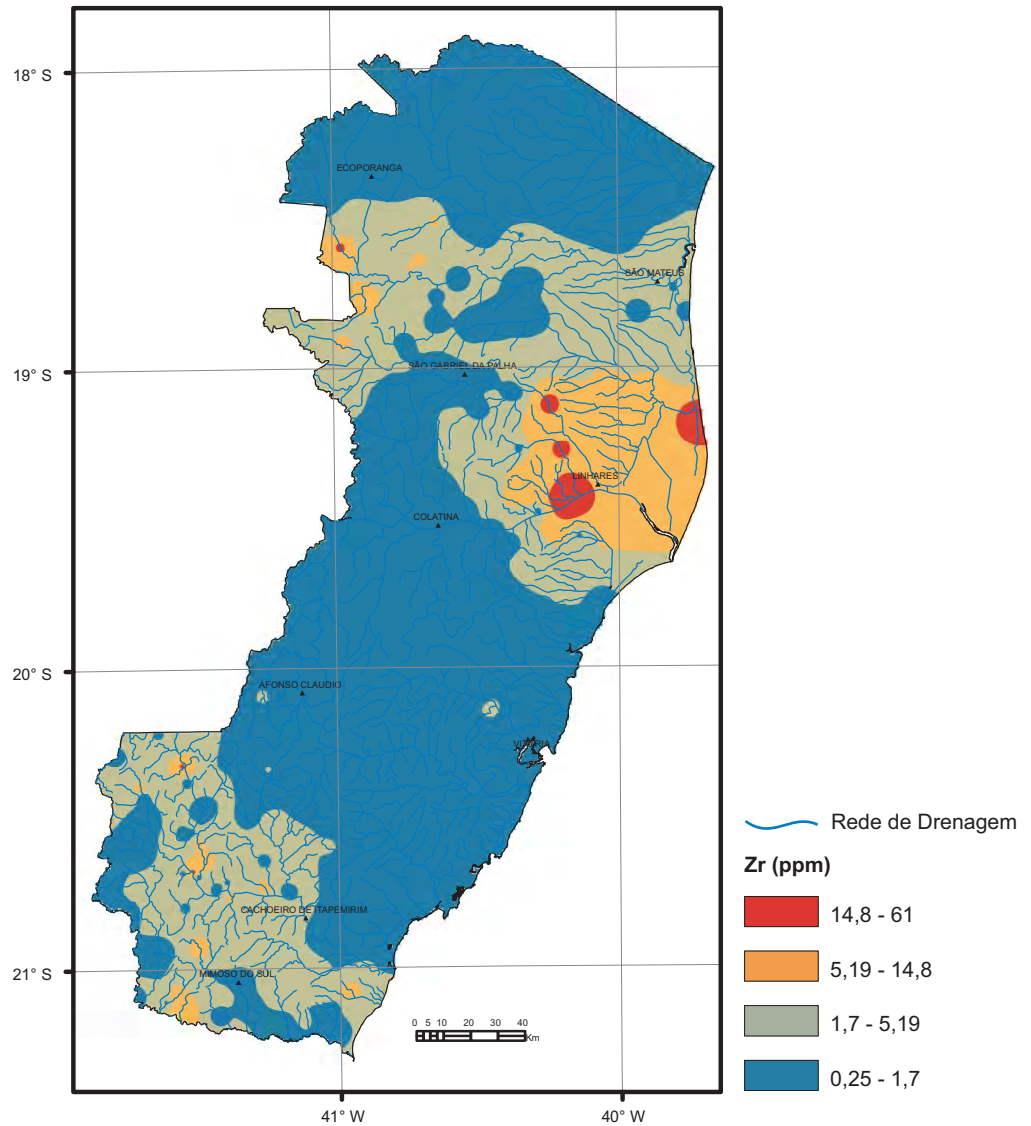 18° S
ECOPORANGA
SÃO MATEUS
19° S
SÃO GABRIEL DA PALHA
LINHARES
COLATINA
20° S
AFONSO CLAUDIO
VITÓRIA
CACHOEIRO DE ITAPEMIRIM
21° S
MIMOSO DO SUL
0 5 10 20 30 40
Km
41° W
40° W
Rede de Drenagem
Zr (ppm)
14,8 - 61
5,19 - 14,8
1,7 - 5,19
0,25 - 1,7